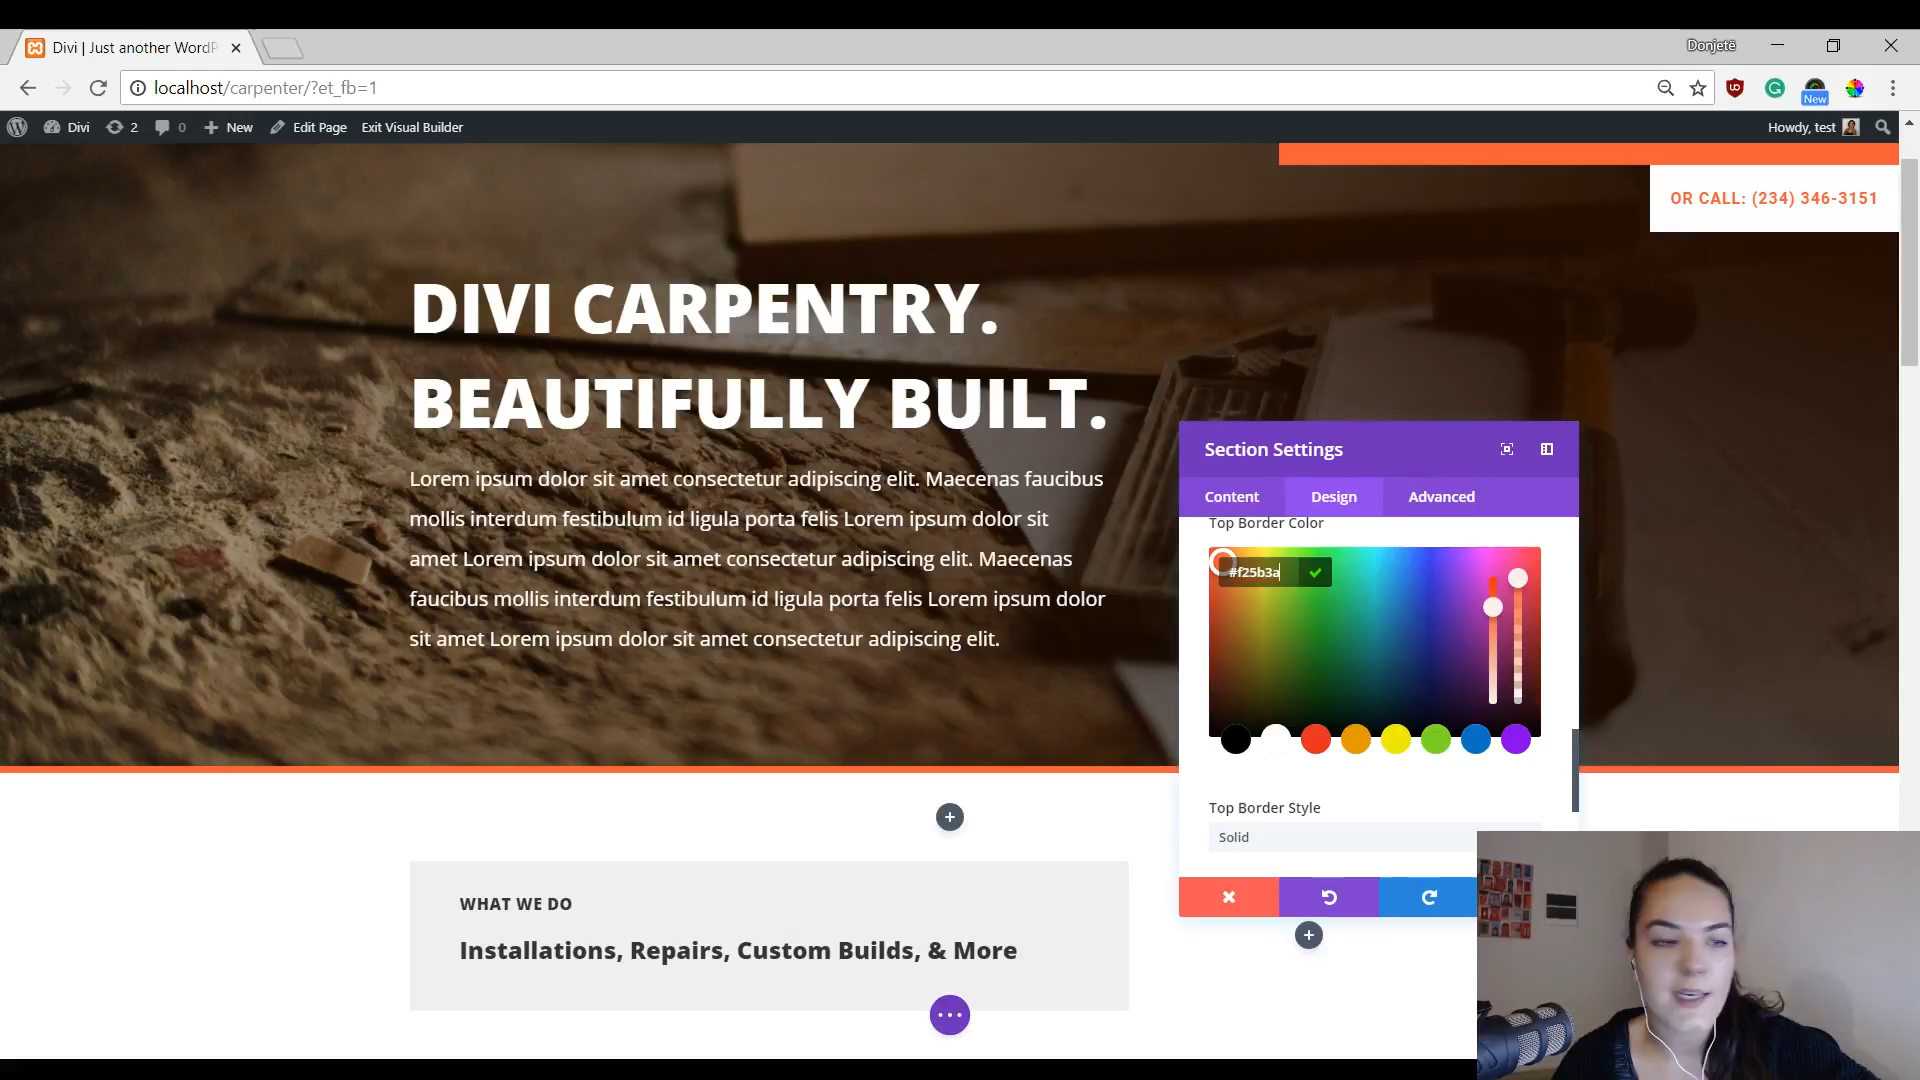 Divi | Just another WordP
Donjetë
localhost/carpenter/?et_fb=1
New
Divi
2
0
New
Edit Page
Exit Visual Builder
Howdy, test
OR CALL: (234) 346-3151
DIVI CARPENTRY.
BEAUTIFULLY BUILT.
Lorem ipsum dolor sit amet consectetur adipiscing elit. Maecenas faucibus
mollis interdum festibulum id ligula porta felis Lorem ipsum dolor sit
amet Lorem ipsum dolor sit amet consectetur adipiscing elit. Maecenas
faucibus mollis interdum festibulum id ligula porta felis Lorem ipsum dolor
sit amet Lorem ipsum dolor sit amet consectetur adipiscing elit.
Section Settings
Content
Design
Advanced
Top Border Color
#f25b3a
Top Border Style
Solid
WHAT WE DO
Installations, Repairs, Custom Builds, & More